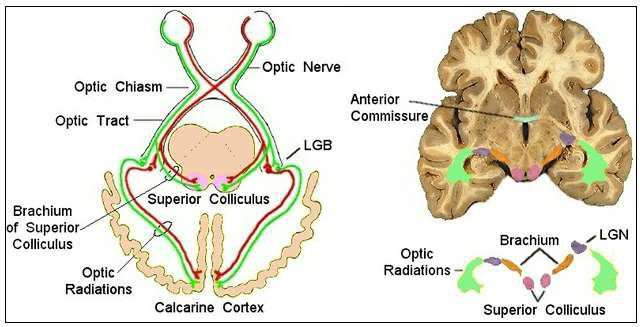 Optic Nerve
Optic Chiasm
Optic Tract
LGB
Superior Colliculus
Brachium
of Superior
Colliculus
Optic
Radiations
Calcarine Cortex
Anterior
Commissure
Brachium
LGN
Optic
Radiations
Superior Colliculus